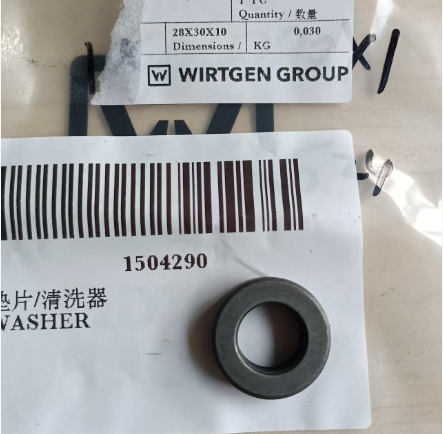 Quantity / 数量
28X30X10 0,030
Dimensions / KG
WIRTGEN GROUP
1504290
垫片/清洗器
WASHER